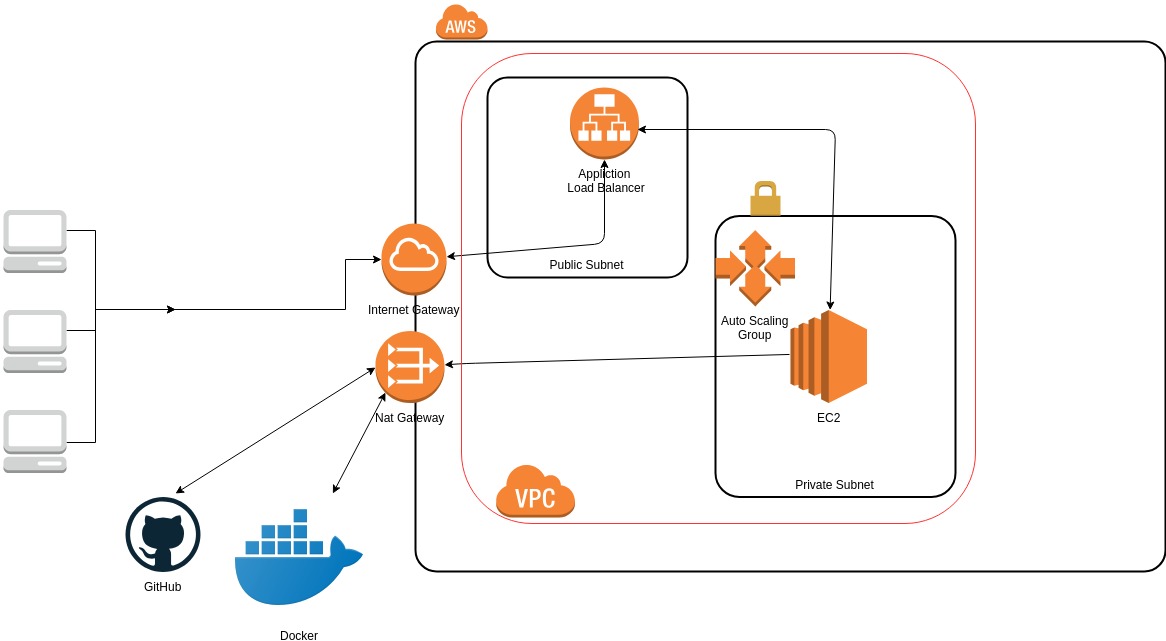 AWS
Appliction
Load Balancer
Public Subnet
Internet Gateway
Auto Scaling
Group
Nat Gateway
EC2
Private Subnet
VPC
GitHub
Docker